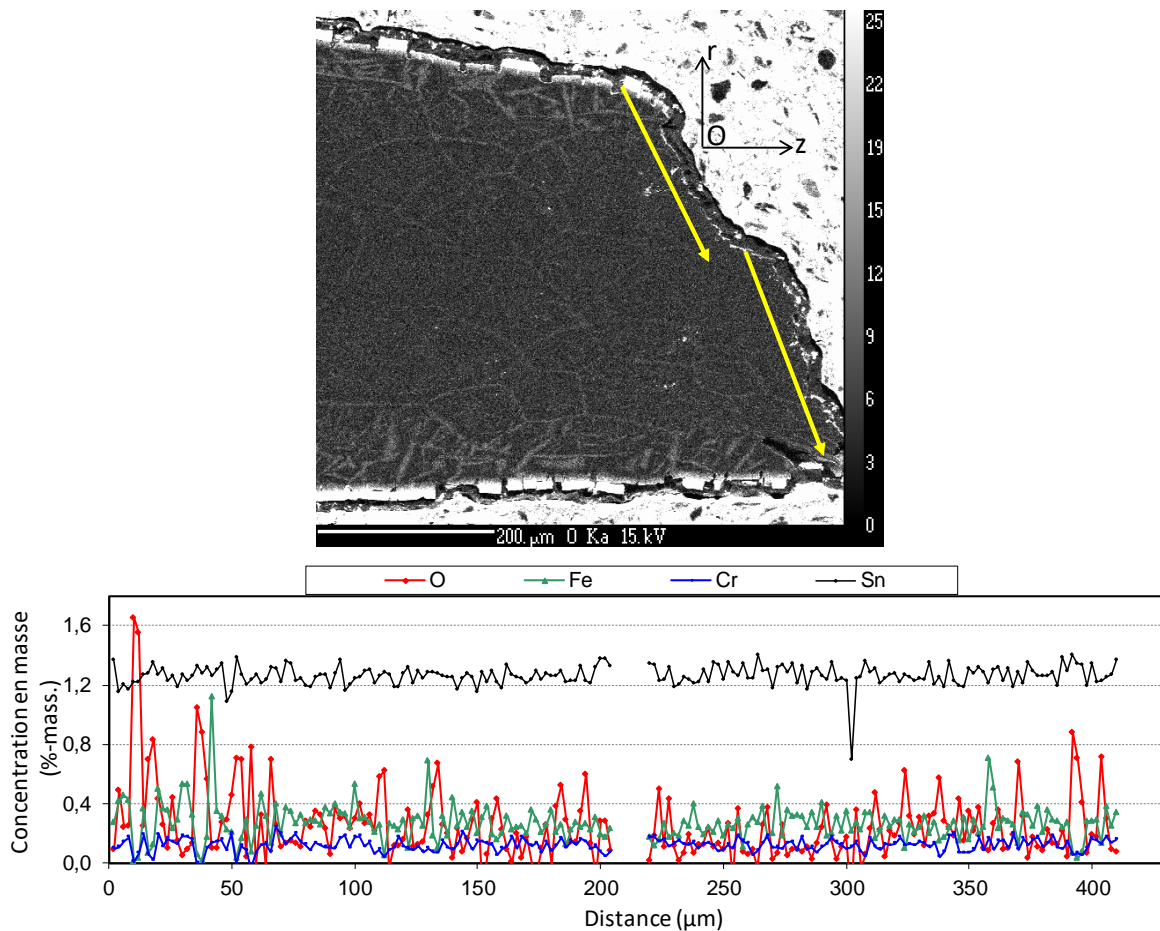 25
22
19
15
12
9
6
3
0
r
O
z
200.µm O Ka 15.kV
O Fe Cr Sn
Concentration en masse
(%-mass.)
1,6
1,2
0,8
0,4
0,0
0 50 100 150 200 250 300 350 400
Distance (µm)